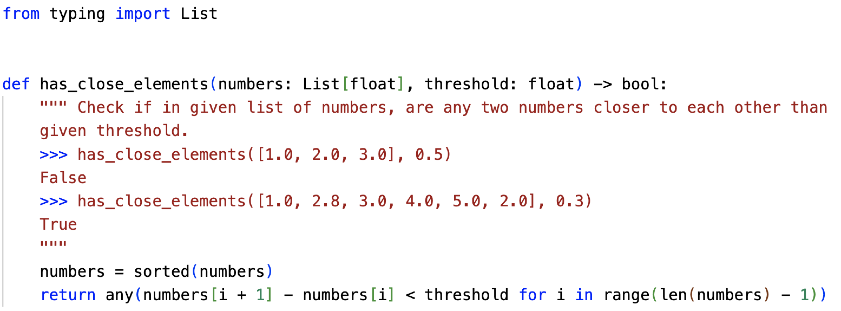 from typing import List


def has_close_elements(numbers: List[float], threshold: float) -> bool:
    """ Check if in given list of numbers, are any two numbers closer to each other than
    given threshold.
    >>> has_close_elements([1.0, 2.0, 3.0], 0.5)
    False
    >>> has_close_elements([1.0, 2.8, 3.0, 4.0, 5.0, 2.0], 0.3)
    True
    """
    numbers = sorted(numbers)
    return any(numbers[i + 1] - numbers[i] < threshold for i in range(len(numbers) - 1))